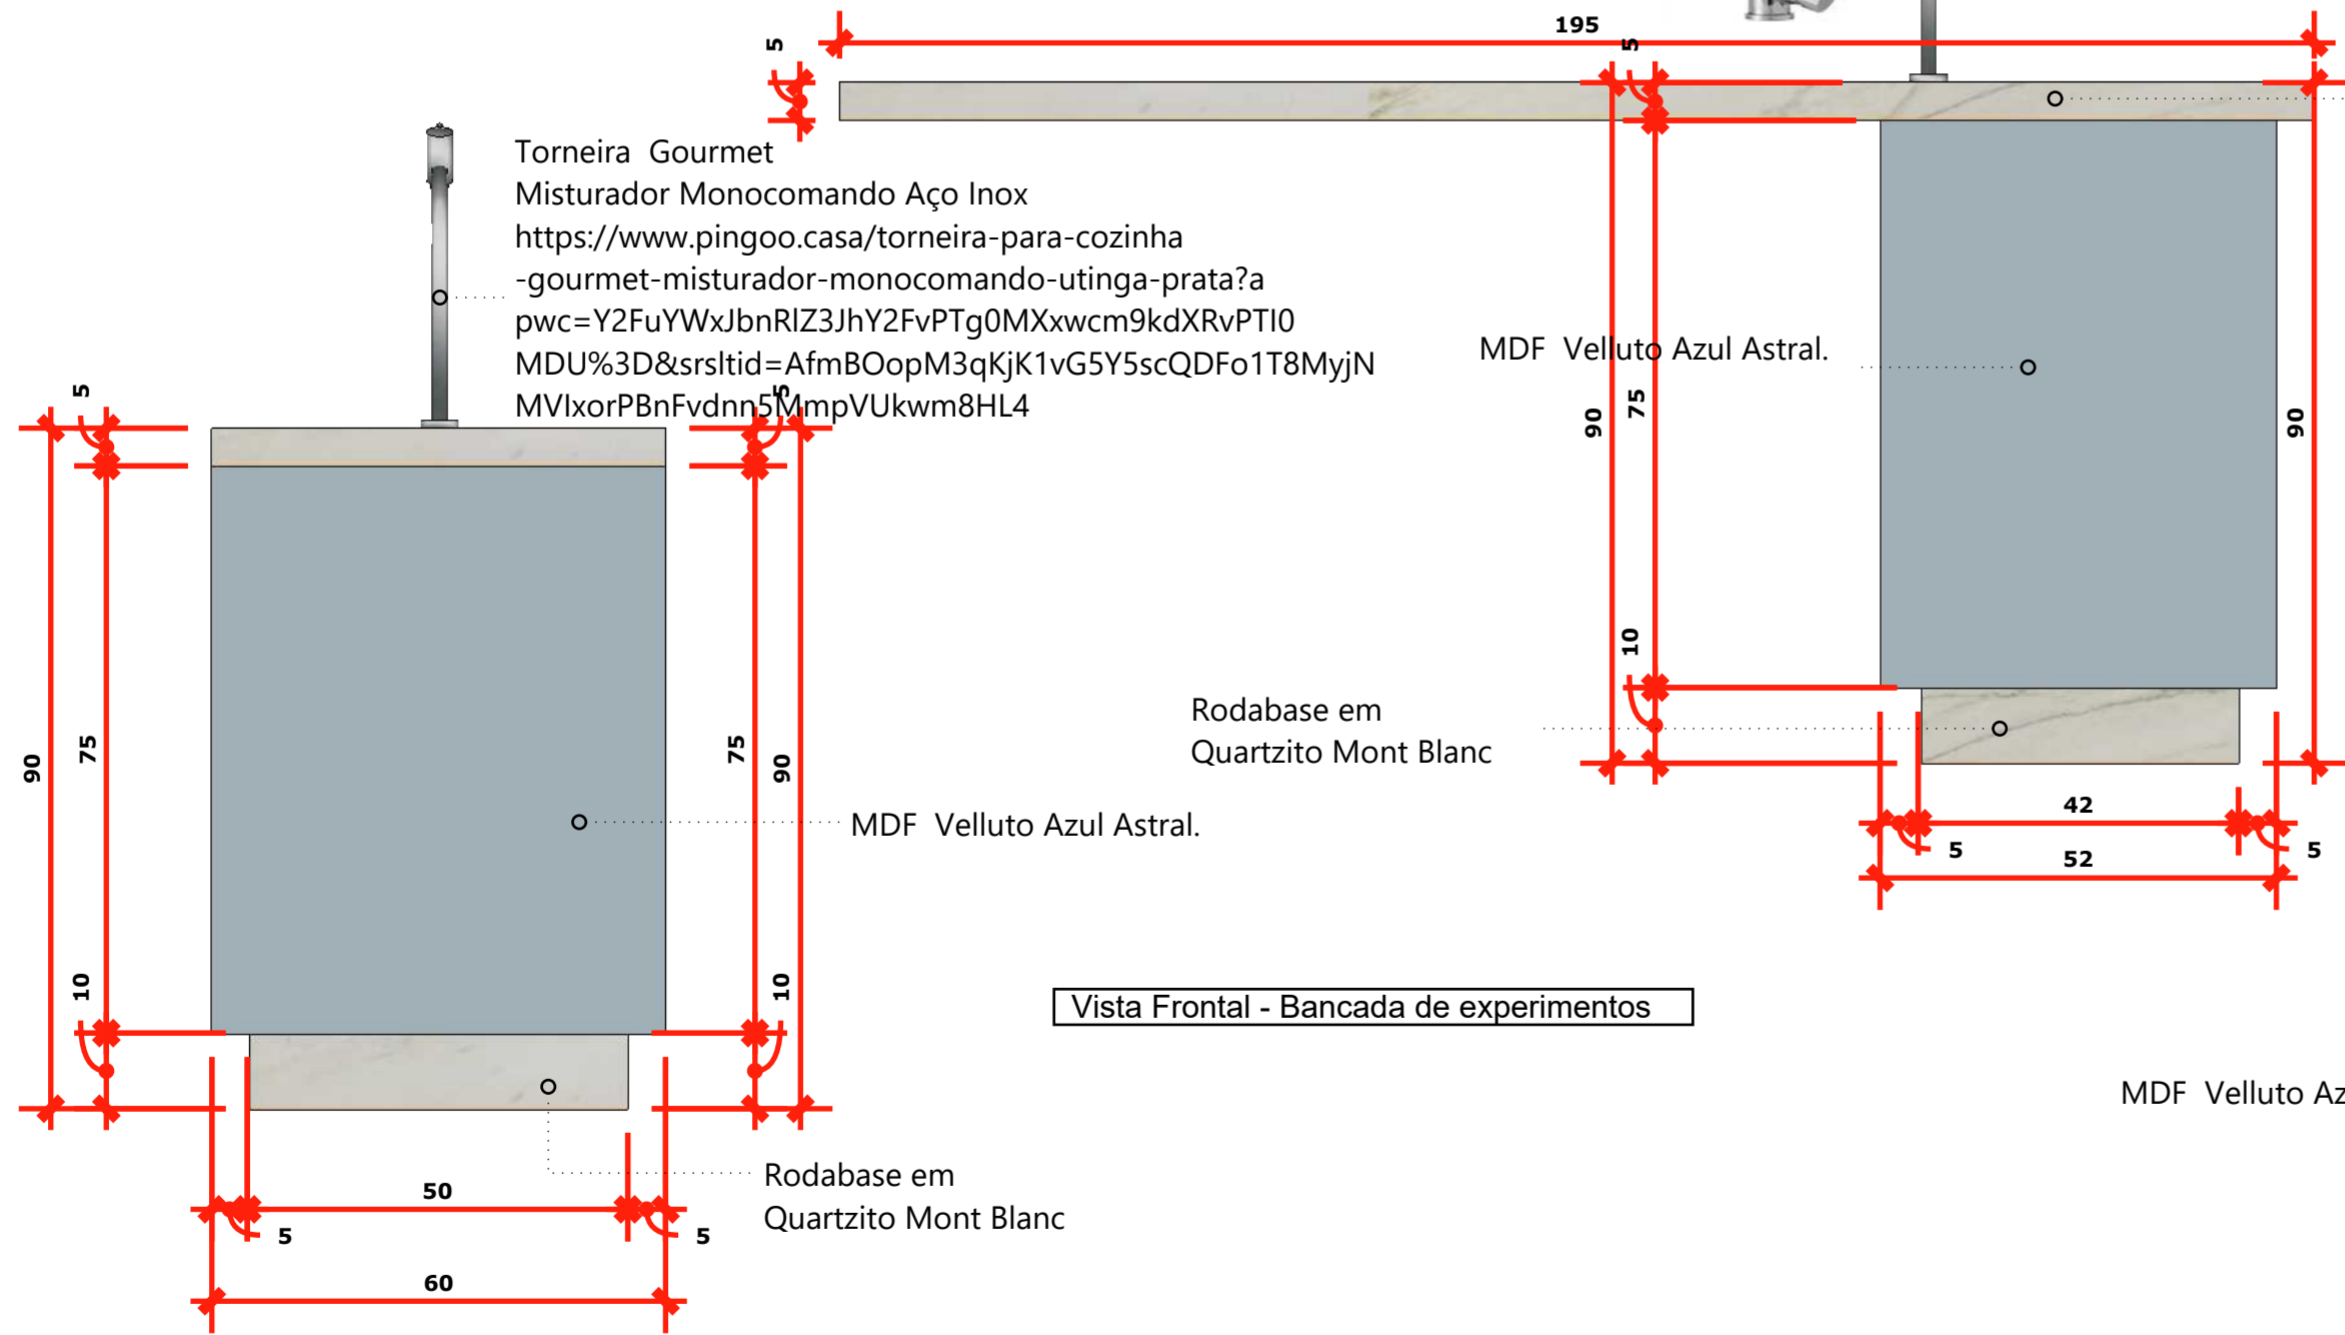 195
5
5
Torneira  Gourmet
Misturador Monocomando Aço Inox
https://www.pingoo.casa/torneira-para-cozinha
-gourmet-misturador-monocomando-utinga-prata?a
pwc=Y2FuYWxJbnRlZ3JhY2FvPTg0MXxwcm9kdXRvPTI0
MDU%3D&srsltid=AfmBOopM3qKjK1vG5Y5scQDFo1T8MyjN
MVIxorPBnFvdnn5MmpVUkwm8HL4
MDF  Velluto Azul Astral.
90
75
90
10
Rodabase em
Quartzito Mont Blanc
42
5
5
52
5
5
90
75
75
90
10
10
MDF  Velluto Azul Astral.
Vista Frontal - Bancada de experimentos
MDF  Velluto Az
Rodabase em
Quartzito Mont Blanc
50
5
5
60